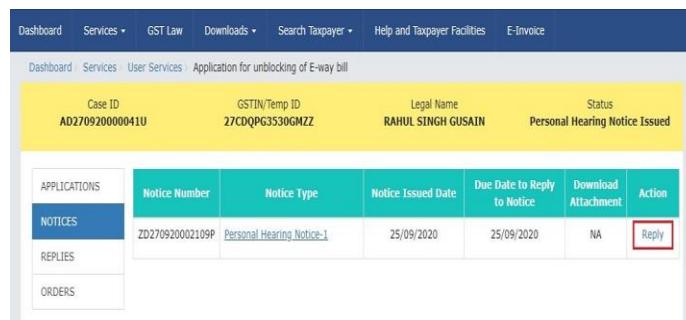 Dashboard Services GST Law Downloads Search Taxpayer Help and Taxpayer Facilities E-Invoice
Dashboard Services User Services Application for unblocking of E-way bill
Case ID GSTIN/Temp ID Legal Name Status
AD270920000041U 27CDQPG3530GMZZ RAHUL SINGH GUSAIN Personal Hearing Notice Issued
APPLICATIONS
NOTICES
REPLIES
ORDERS
Notice Number Notice Type Notice Issued Date Due Date to Reply to Notice Download Attachment Action
ZD270920002109P Personal Hearing Notice-1 25/09/2020 25/09/2020 NA Reply